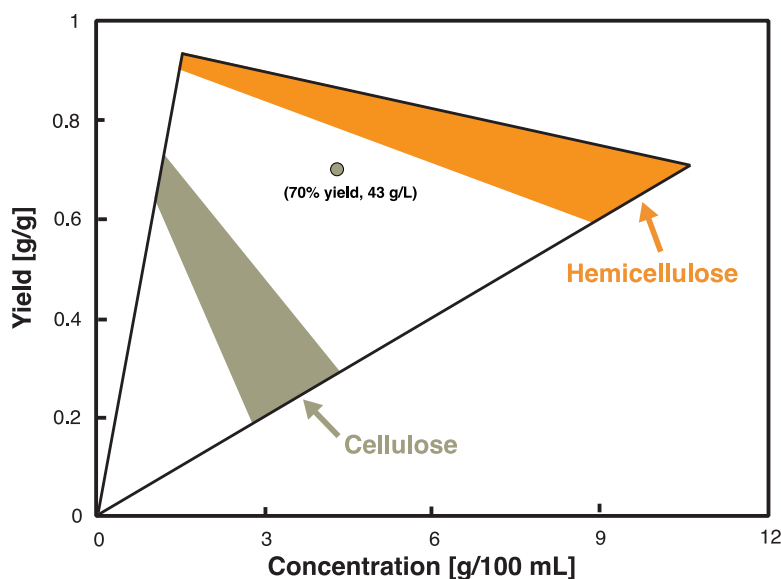 1
0.8
0.6
0.4
0.2
0
Yield [g/g]
(70% yield, 43 g/L)
Hemicellulose
Cellulose
0 3 6 9 12
Concentration [g/100 mL]